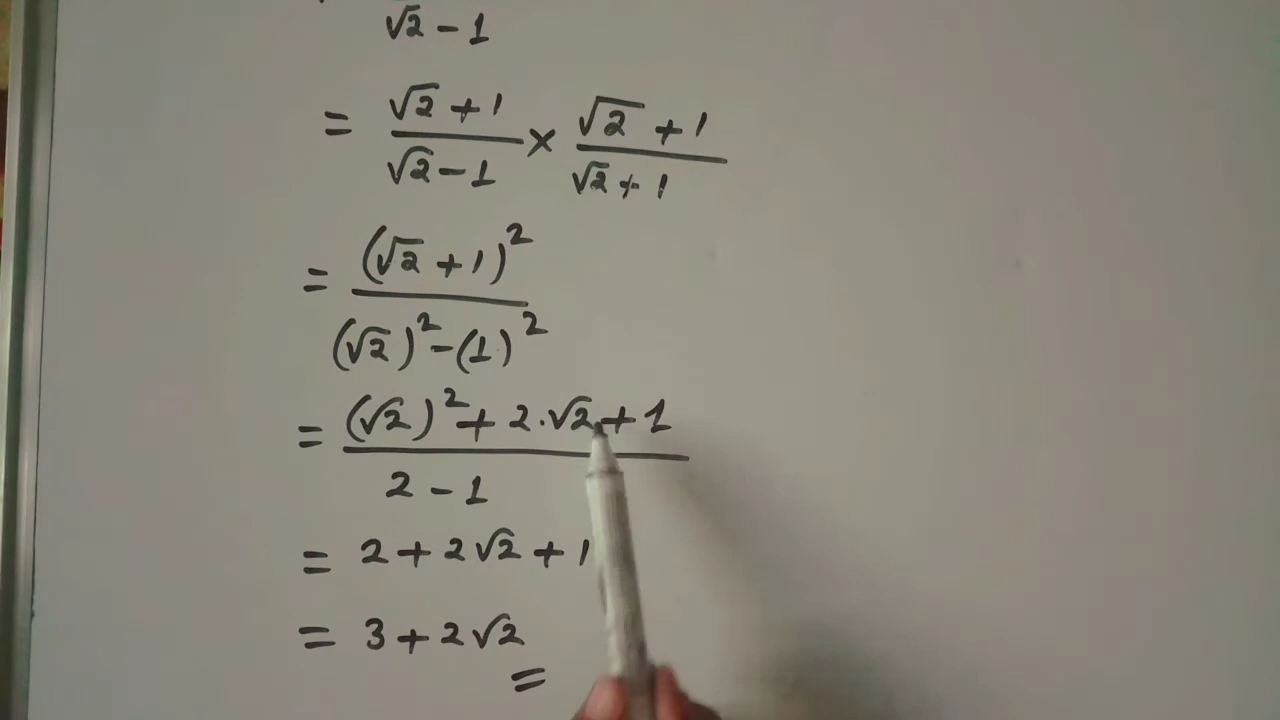 √2 - 1
= √2 + 1 / √2 - 1 × √2 + 1 / √2 + 1
= (√2 + 1)² / (√2)² - (1)²
= (√2)² + 2·√2 + 1 / 2 - 1
= 2 + 2√2 + 1
= 3 + 2√2
=